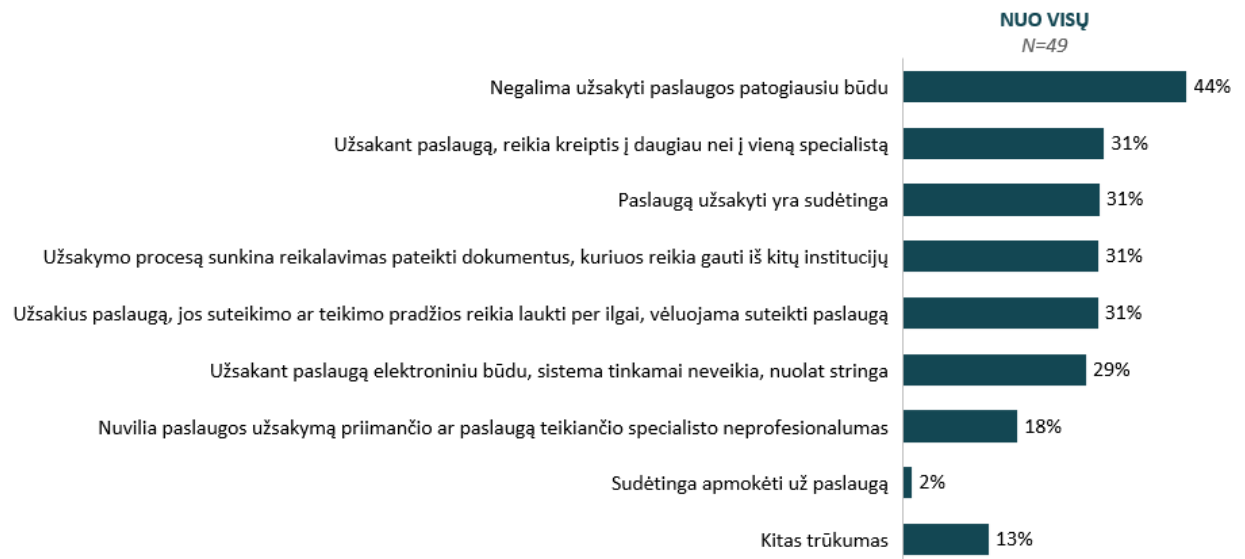 NUO VISŲ
N=49
Negalima užsakyti paslaugos patogiausiu būdu 44%
Užsakant paslaugą, reikia kreiptis į daugiau nei į vieną specialistą 31%
Paslaugą užsakyti yra sudėtinga 31%
Užsakymo procesą sunkina reikalavimas pateikti dokumentus, kuriuos reikia gauti iš kitų institucijų 31%
Užsakius paslaugą, jos suteikimo ar teikimo pradžios reikia laukti per ilgai, vėluojama suteikti paslaugą 31%
Užsakant paslaugą elektroniniu būdu, sistema tinkamai neveikia, nuolat stringa 29%
Nuvilia paslaugos užsakymą priimančio ar paslaugą teikiančio specialisto neprofesionalumas 18%
Sudėtinga apmokėti už paslaugą 2%
Kitas trūkumas 13%